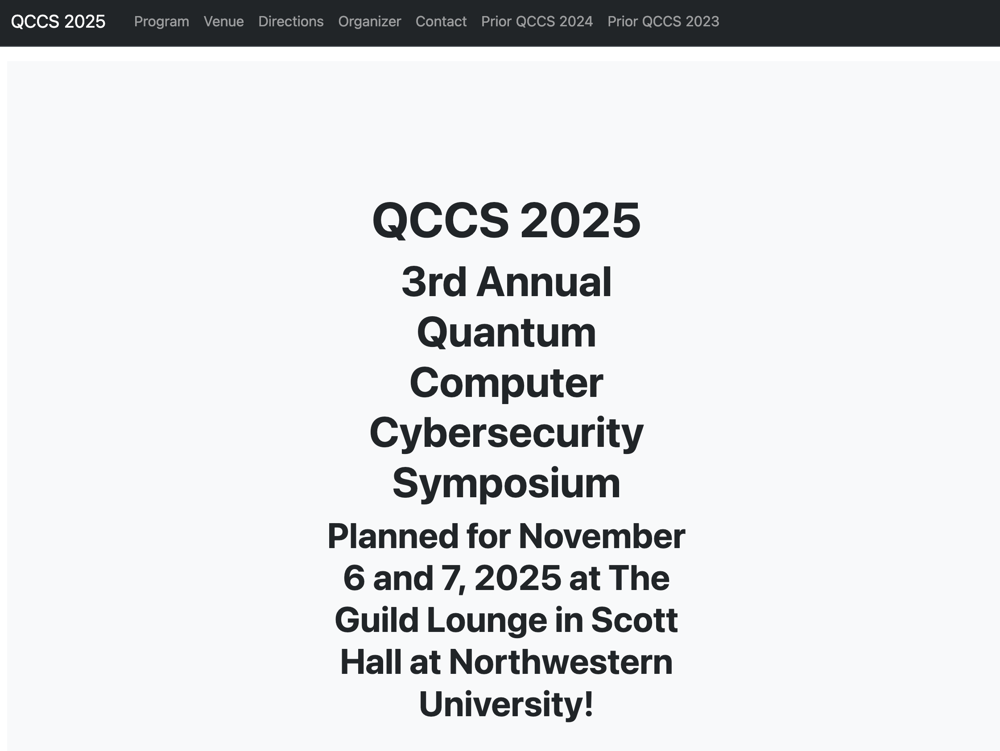 QCCS 2025 Program Venue Directions Organizer Contact Prior QCCS 2024 Prior QCCS 2023
QCCS 2025
3rd Annual
Quantum
Computer
Cybersecurity
Symposium
Planned for November
6 and 7, 2025 at The
Guild Lounge in Scott
Hall at Northwestern
University!